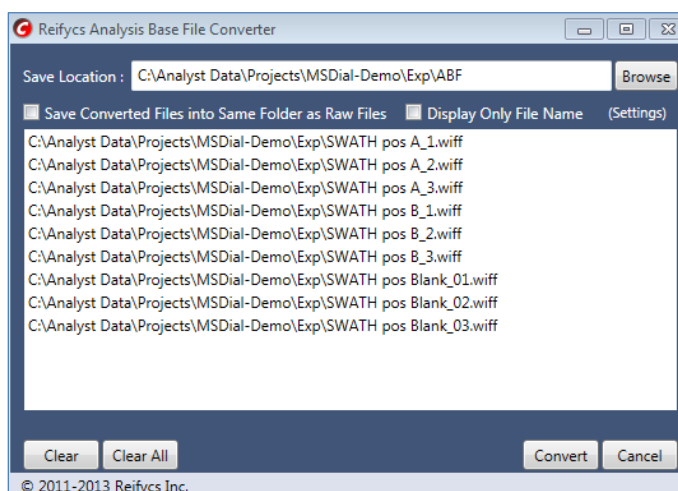 Reifycs Analysis Base File Converter
Save Location : C:\Analyst Data\Projects\MSDial-Demo\Exp\ABF Browse
Save Converted Files into Same Folder as Raw Files Display Only File Name (Settings)
C:\Analyst Data\Projects\MSDial-Demo\Exp\SWATH pos A_1.wiff
C:\Analyst Data\Projects\MSDial-Demo\Exp\SWATH pos A_2.wiff
C:\Analyst Data\Projects\MSDial-Demo\Exp\SWATH pos A_3.wiff
C:\Analyst Data\Projects\MSDial-Demo\Exp\SWATH pos B_1.wiff
C:\Analyst Data\Projects\MSDial-Demo\Exp\SWATH pos B_2.wiff
C:\Analyst Data\Projects\MSDial-Demo\Exp\SWATH pos B_3.wiff
C:\Analyst Data\Projects\MSDial-Demo\Exp\SWATH pos Blank_01.wiff
C:\Analyst Data\Projects\MSDial-Demo\Exp\SWATH pos Blank_02.wiff
C:\Analyst Data\Projects\MSDial-Demo\Exp\SWATH pos Blank_03.wiff
Clear Clear All Convert Cancel
© 2011-2013 Reifycs Inc.